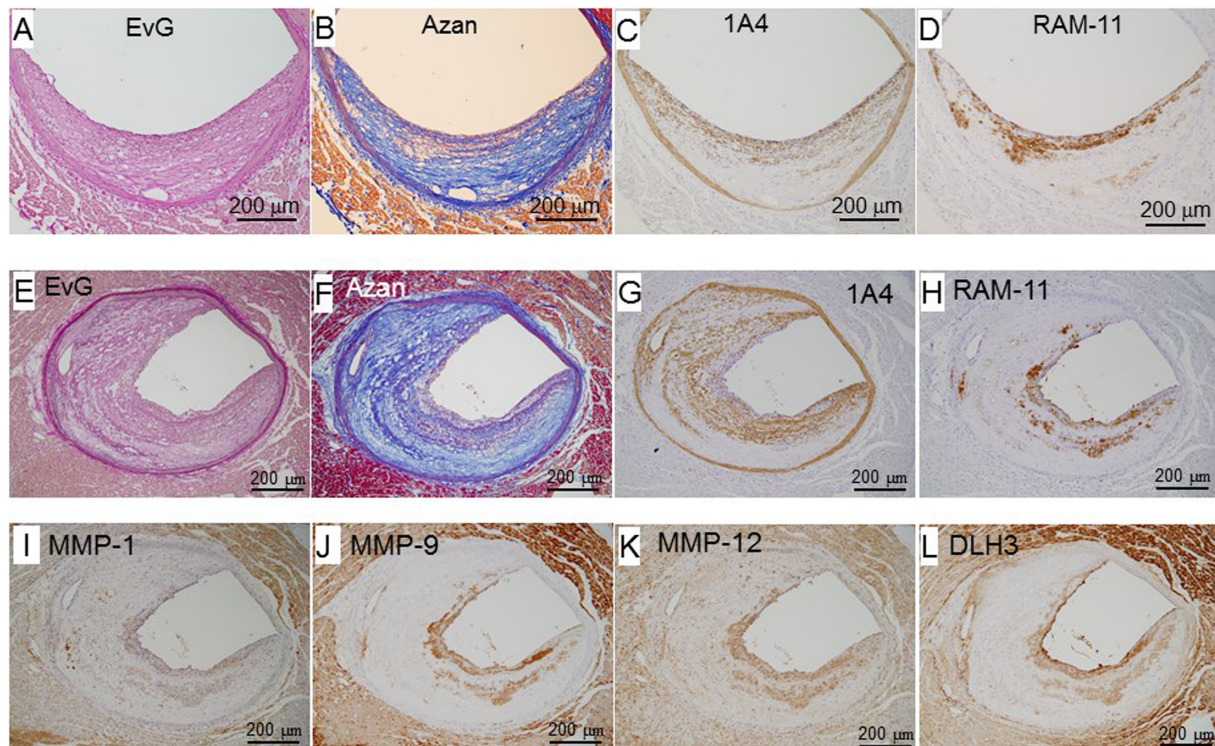 A EvG
B Azan
C 1A4
D RAM-11
200 μm
200 μm
200 μm
200 μm
E EvG
F Azan
G 1A4
H RAM-11
200 μm
200 μm
200 μm
200 μm
I MMP-1
J MMP-9
K MMP-12
L DLH3
200 μm
200 μm
200 μm
200 μm